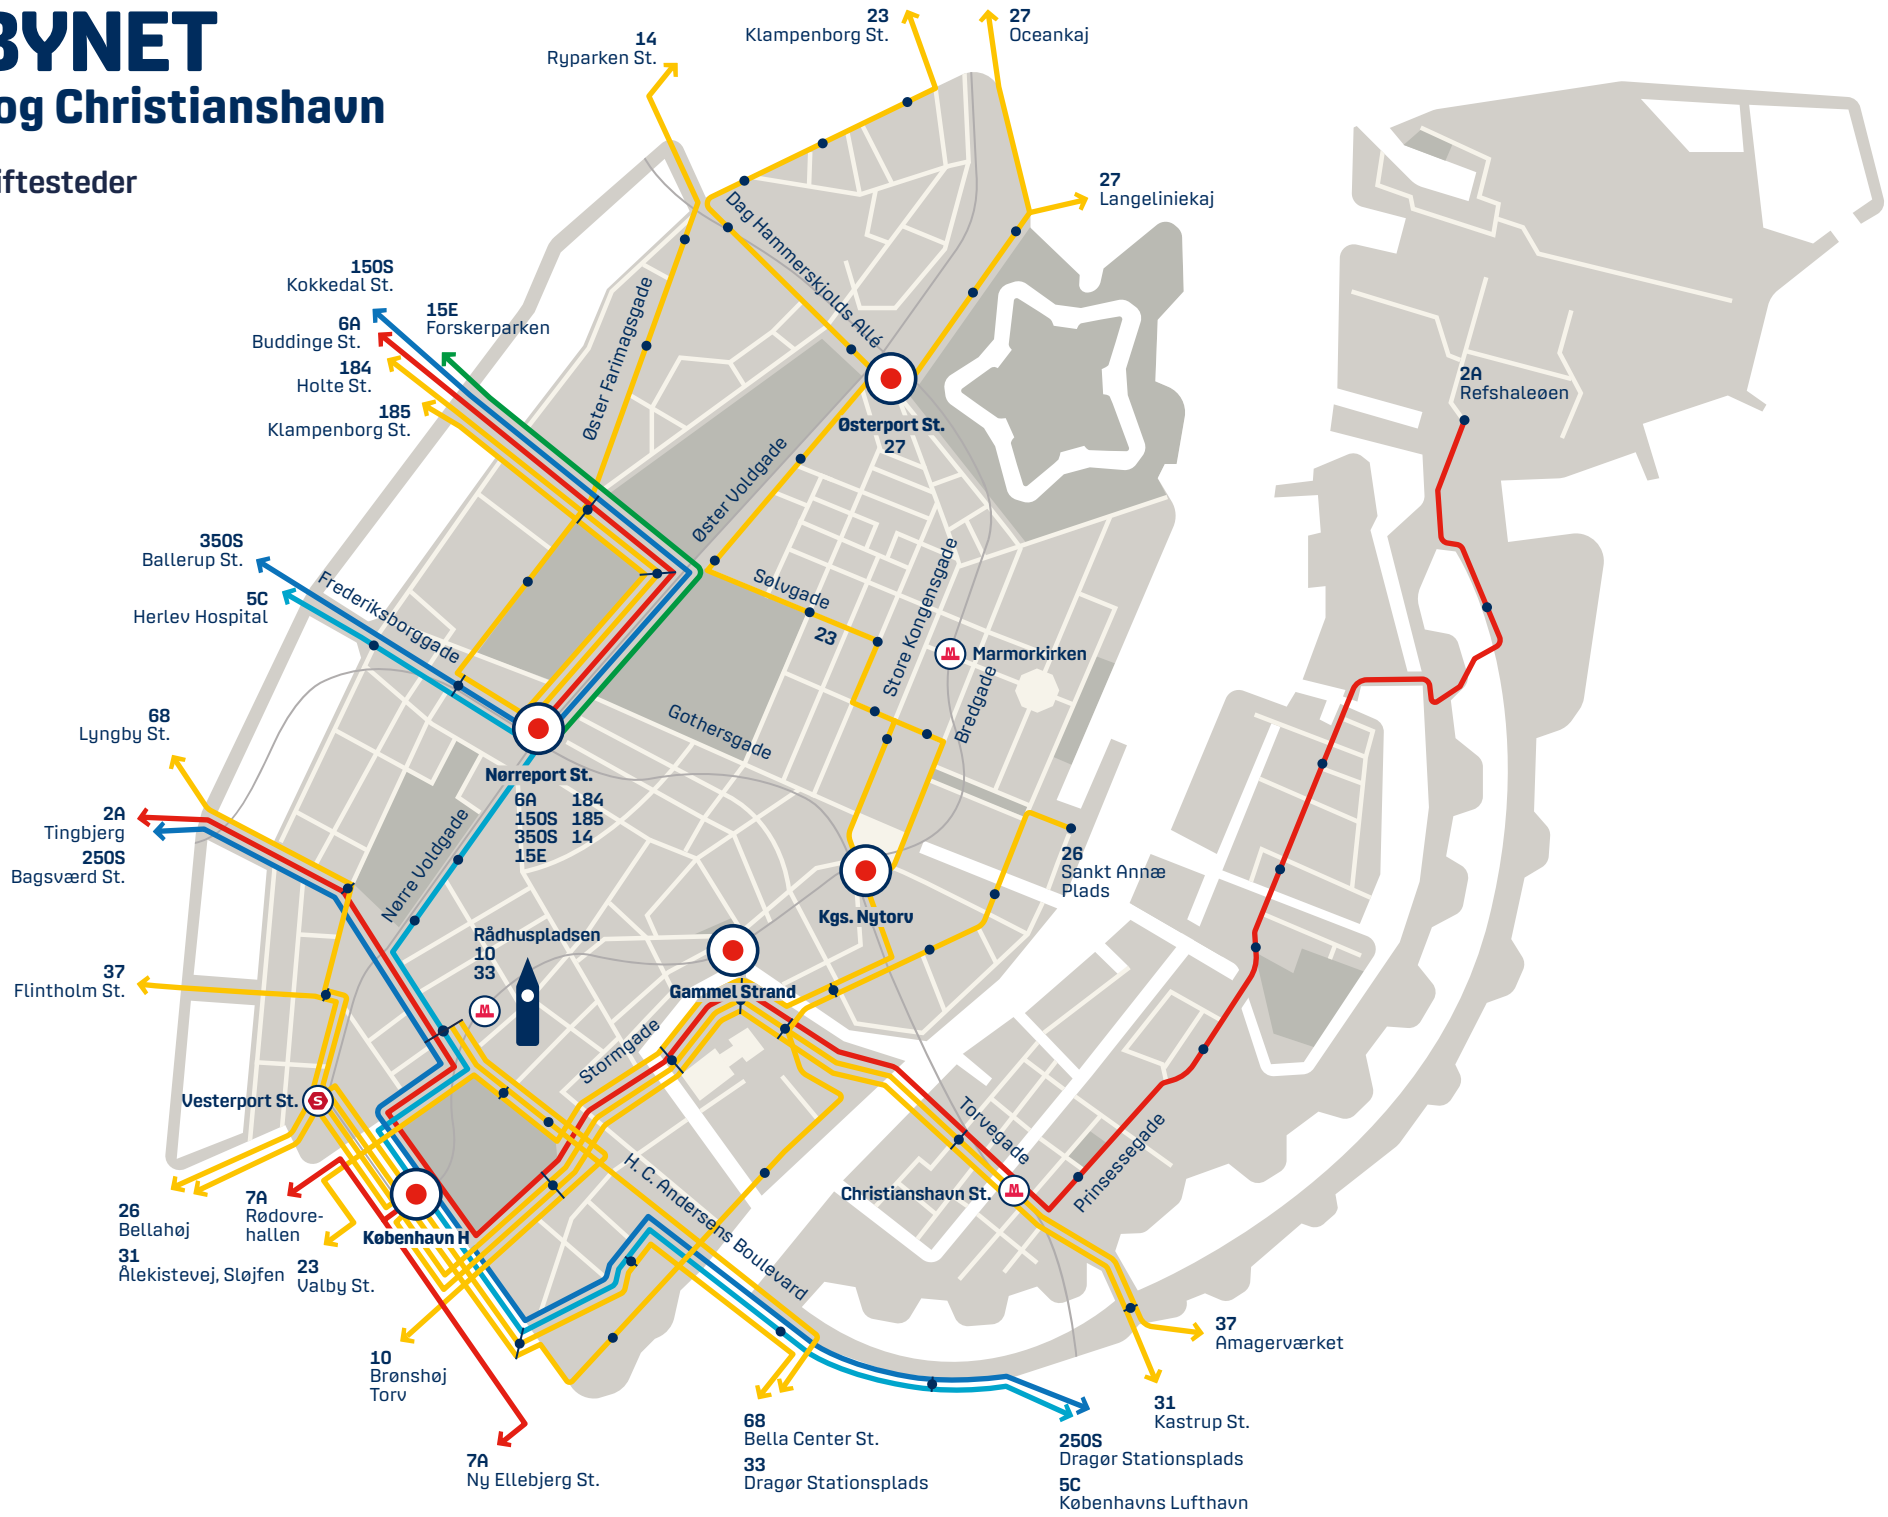 BYNET
og Christianshavn
iftesteder
14
Ryparken St.
23
Klampenborg St.
27
Oceankaj
27
Langeliniekaj
150S
Kokkedal St.
6A
Buddinge St.
184
Holte St.
185
Klampenborg St.
15E
Forskerparken
Dag Hammerskjolds Allé
Øster Farimagsgade
Østerport St.
27
2A
Refshaleøen
Øster Voldgade
350S
Ballerup St.
5C
Herlev Hospital
Frederiksborggade
Sølvgade
23
Store Kongensgade
Marmorkirken
Bredgade
Gothersgade
68
Lyngby St.
Nørreport St.
6A 184
150S 185
350S 14
15E
2A
Tingbjerg
250S
Bagsværd St.
Nørre Voldgade
26
Sankt Annæ
Plads
Kgs. Nytorv
Rådhuspladsen
10
33
37
Flintholm St.
Gammel Strand
Stormgade
Vesterport St.
S
Torvegade
Prinsessegade
Christianshavn St.
H. C. Andersens Boulevard
26
Bellahøj
31
Ålekistevej, Sløjfen
7A
Rødovre-
hallen
23
Valby St.
København H
10
Brønshøj
Torv
7A
Ny Ellebjerg St.
68
Bella Center St.
33
Dragør Stationsplads
37
Amagerværket
31
Kastrup St.
250S
Dragør Stationsplads
5C
Københavns Lufthavn